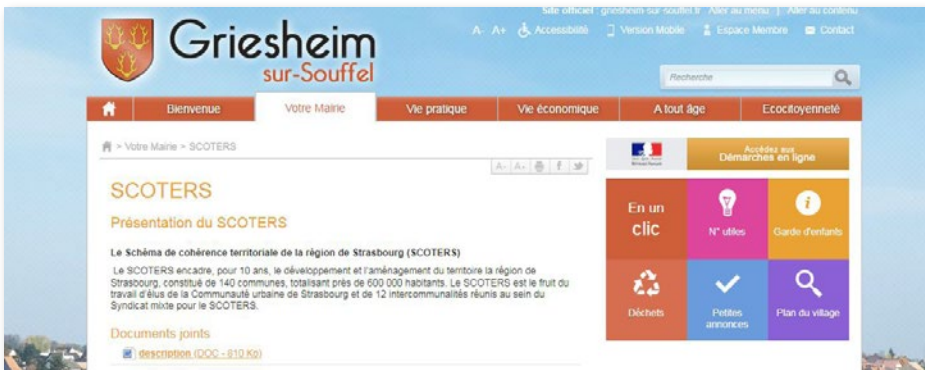 Site officiel : griesheim-sur-souffel.fr Aller au menu | Aller au contenu
A- A+ Accessibilité Version Mobile Espace Membre Contact
Griesheim
sur-Souffel
Recherche
Bienvenue Votre Mairie Vie pratique Vie économique A tout âge Ecocitoyenneté
> Votre Mairie > SCOTERS
A- A+
Accédez aux
Démarches en ligne
SCOTERS
Présentation du SCOTERS
Le Schéma de cohérence territoriale de la région de Strasbourg (SCOTERS)
Le SCOTERS encadre, pour 10 ans, le développement et l'aménagement du territoire la région de
Strasbourg, constitué de 140 communes, totalisant près de 600 000 habitants. Le SCOTERS est le fruit du
travail d'élus de la Communauté urbaine de Strasbourg et de 12 intercommunalités réunis au sein du
Syndicat mixte pour le SCOTERS.
Documents joints
description (DOC - 810 Ko)
En un
clic
N° utiles
Garde d'enfants
Déchets
Petites
annonces
Plan du village